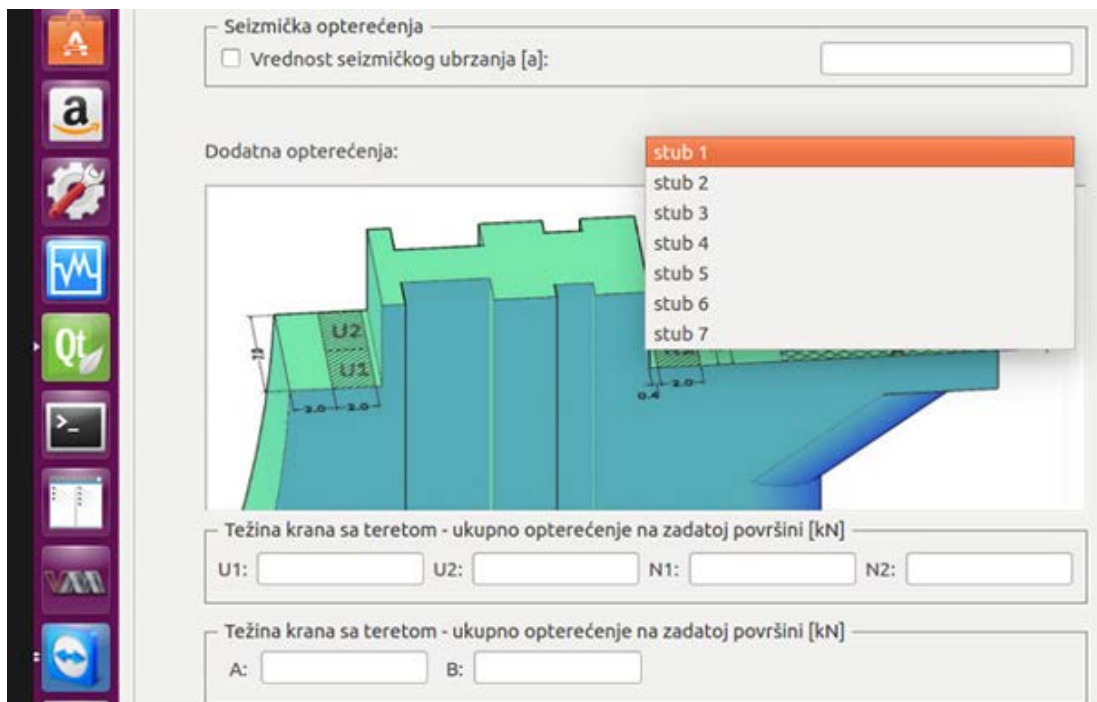 Seizmička opterećenja
Vrednost seizmičkog ubrzanja [a]:
Dodatna opterećenja:
stub 1
stub 2
stub 3
stub 4
stub 5
stub 6
stub 7
U2
U1
12
2.0 2.0
0.4 2.0
Težina krana sa teretom - ukupno opterećenje na zadatoj površini [kN]
U1: U2: N1: N2:
Težina krana sa teretom - ukupno opterećenje na zadatoj površini [kN]
A: B:
A
a
Qt
>_